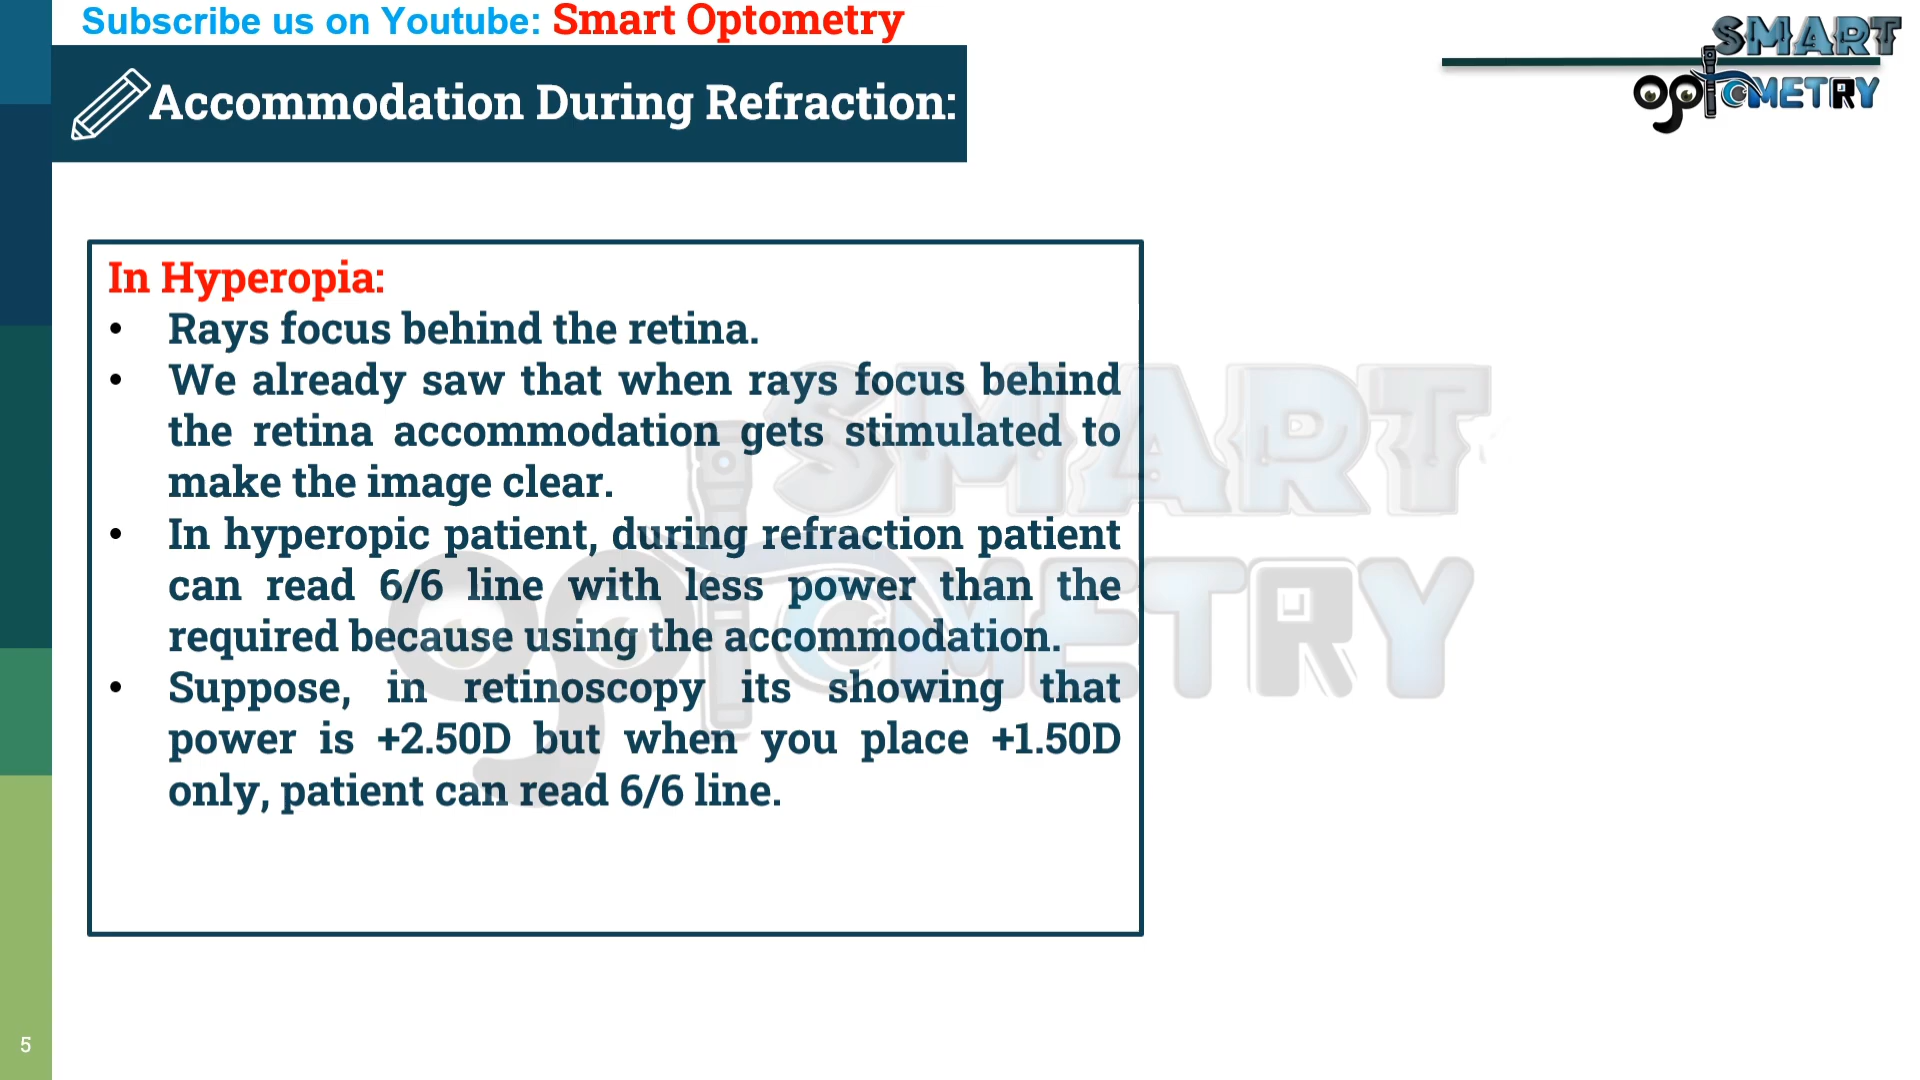 Subscribe us on Youtube: Smart Optometry
SMART
OPTOMETRY
Accommodation During Refraction:
In Hyperopia:
• Rays focus behind the retina.
• We already saw that when rays focus behind
the retina accommodation gets stimulated to
make the image clear.
• In hyperopic patient, during refraction patient
can read 6/6 line with less power than the
required because using the accommodation.
• Suppose, in retinoscopy its showing that
power is +2.50D but when you place +1.50D
only, patient can read 6/6 line.
SMART
OPTOMETRY
5